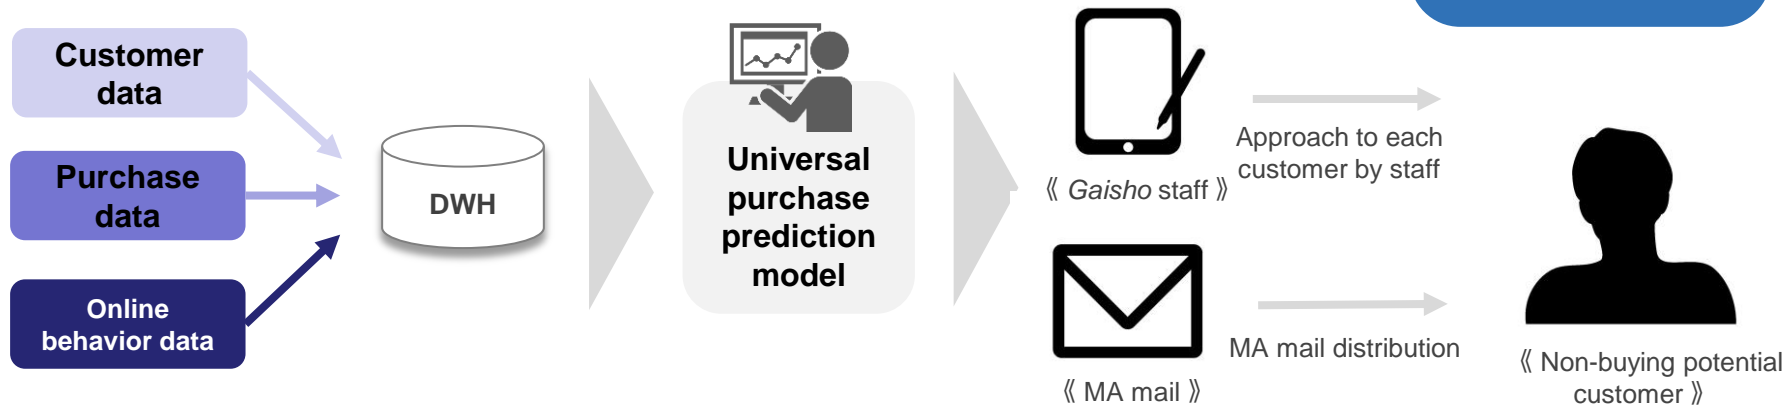 Customer
data
Purchase
data
Online
behavior data
DWH
Universal
purchase
prediction
model
《 Gaisho staff 》
Approach to each
customer by staff
《 MA mail 》
MA mail distribution
《 Non-buying potential
customer 》